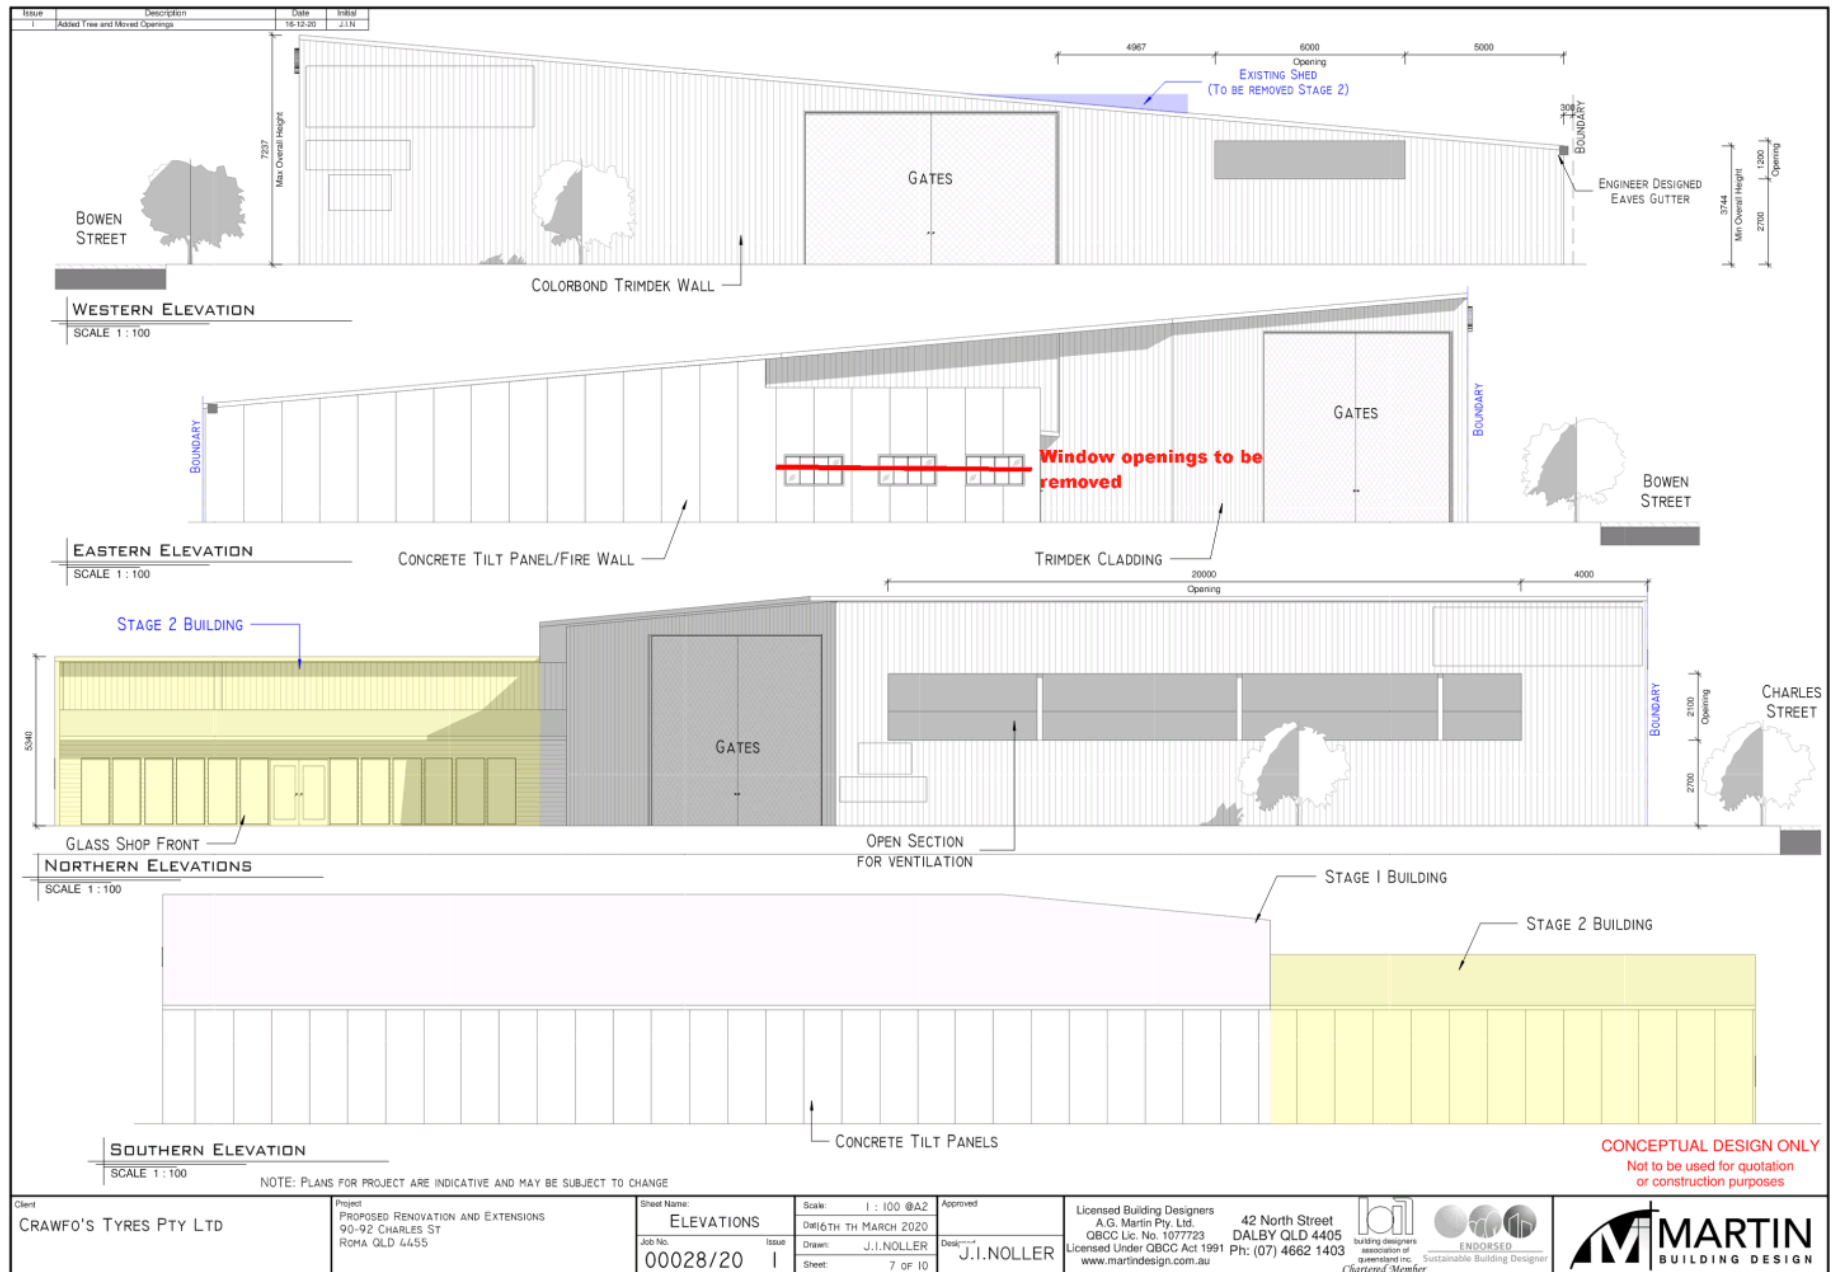 Issue Description Date Initial
I Added Tree and Moved Openings 16-12-20 J.I.N
4967 6000 5000
Opening
EXISTING SHED
(TO BE REMOVED STAGE 2)
300
BOUNDARY
7237
Max Overall Height
GATES
1200
Opening
3744
Min Overall Height
2700
ENGINEER DESIGNED
EAVES GUTTER
BOWEN
STREET
COLORBOND TRIMDEK WALL
WESTERN ELEVATION
SCALE 1 : 100
BOUNDARY
BOUNDARY
GATES
Window openings to be
removed
BOWEN
STREET
EASTERN ELEVATION
SCALE 1 : 100
CONCRETE TILT PANEL/FIRE WALL
TRIMDEK CLADDING
20000 4000
Opening
STAGE 2 BUILDING
5340
GATES
BOUNDARY
2100
Opening
2700
CHARLES
STREET
GLASS SHOP FRONT
OPEN SECTION
FOR VENTILATION
NORTHERN ELEVATIONS
SCALE 1 : 100
STAGE 1 BUILDING
STAGE 2 BUILDING
CONCRETE TILT PANELS
SOUTHERN ELEVATION
SCALE 1 : 100
NOTE: PLANS FOR PROJECT ARE INDICATIVE AND MAY BE SUBJECT TO CHANGE
CONCEPTUAL DESIGN ONLY
Not to be used for quotation
or construction purposes
Client
CRAWFO'S TYRES PTY LTD
Project
PROPOSED RENOVATION AND EXTENSIONS
90-92 CHARLES ST
ROMA QLD 4455
Sheet Name:
ELEVATIONS
Job No. Issue
00028/20 I
Scale: 1 : 100 @A2
16TH TH MARCH 2020
Drawn: J.I.NOLLER
Sheet: 7 OF 10
Approved
J.I.NOLLER
Licensed Building Designers
A.G. Martin Pty. Ltd.
QBCC Lic. No. 1077723
Licensed Under QBCC Act 1991
www.martindesign.com.au
42 North Street
DALBY QLD 4405
Ph: (07) 4662 1403
building designers
association of
queensland inc.
Chartered Member
ENDORSED
Sustainable Building Designer
MARTIN
BUILDING DESIGN